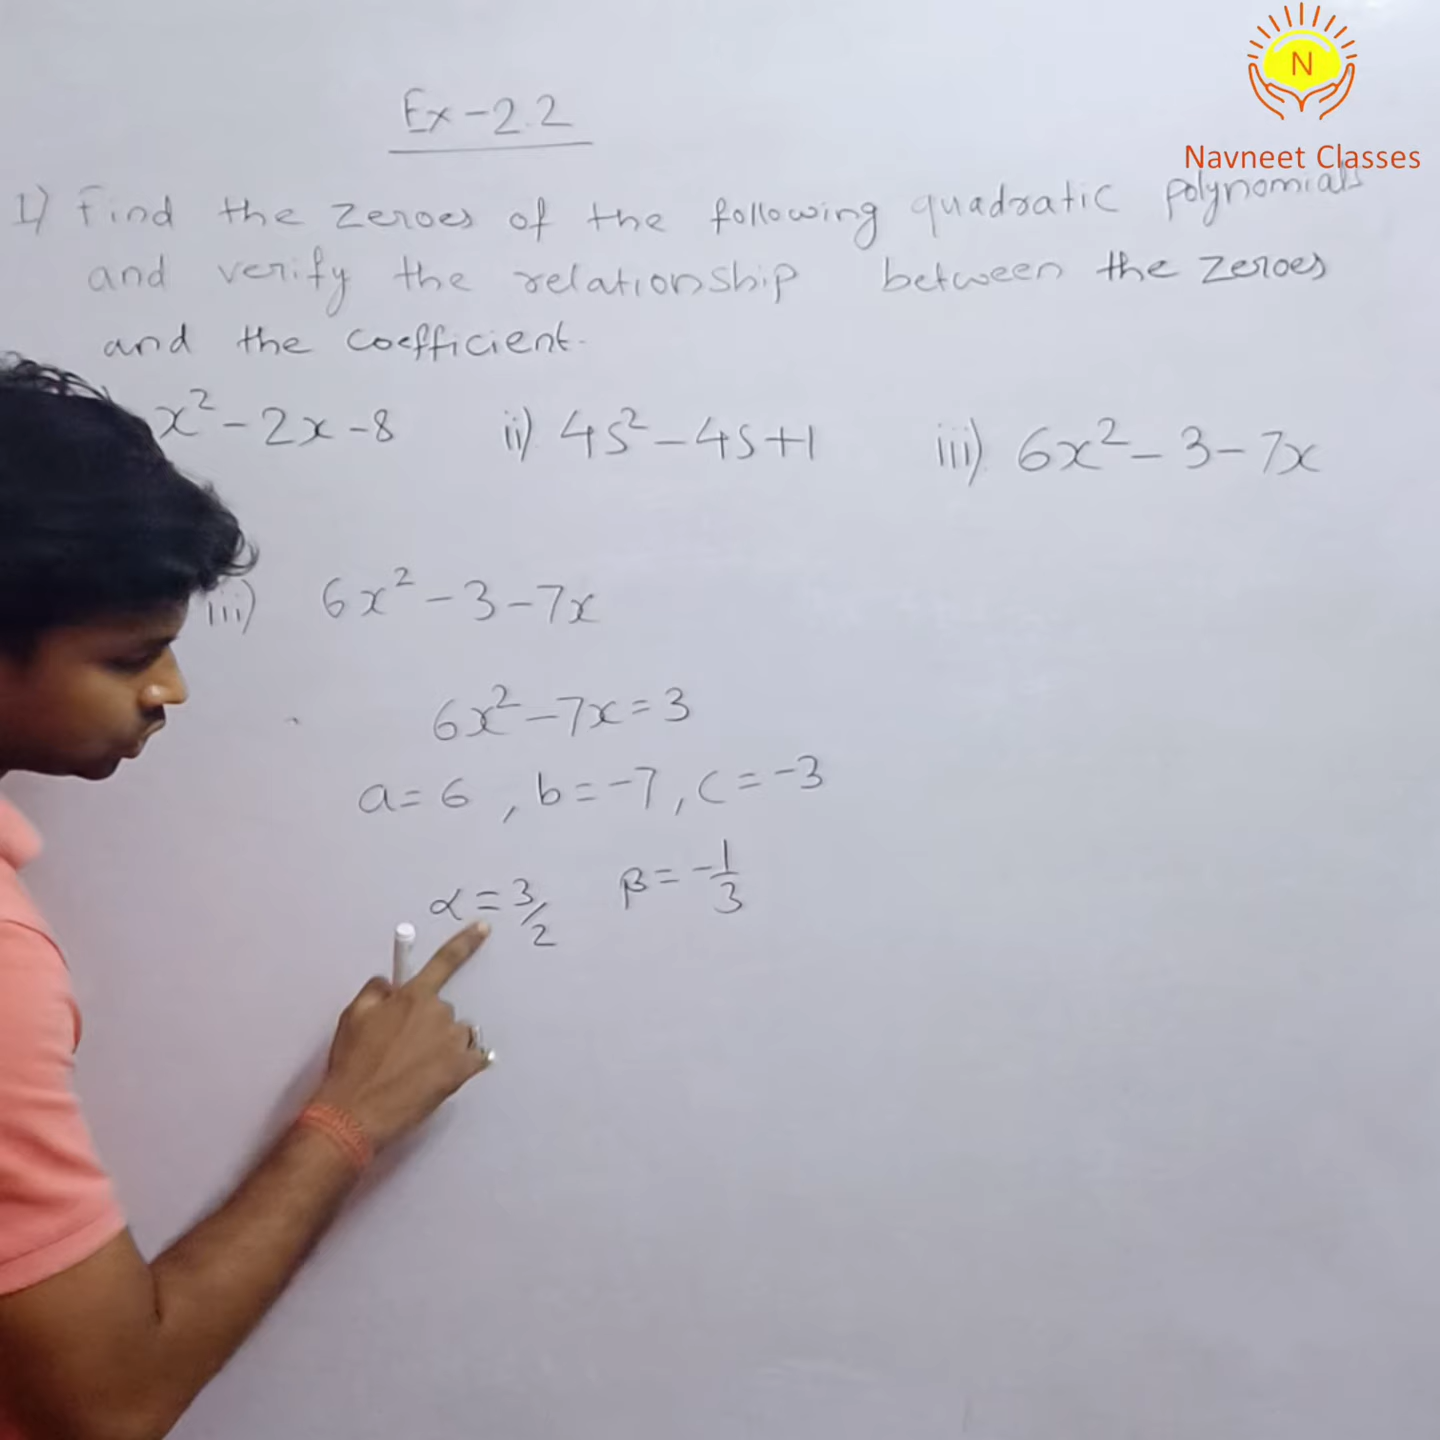 N
Navneet Classes
Ex-2.2
1) Find the zeroes of the following quadratic polynomials
and verify the relationship between the zeroes
and the coefficient.
x² - 2x - 8 ii) 4s² - 4s + 1 iii) 6x² - 3 - 7x
iii) 6x² - 3 - 7x
6x² - 7x = 3
a = 6 , b = -7 , c = -3
α = 3/2 β = -1/3